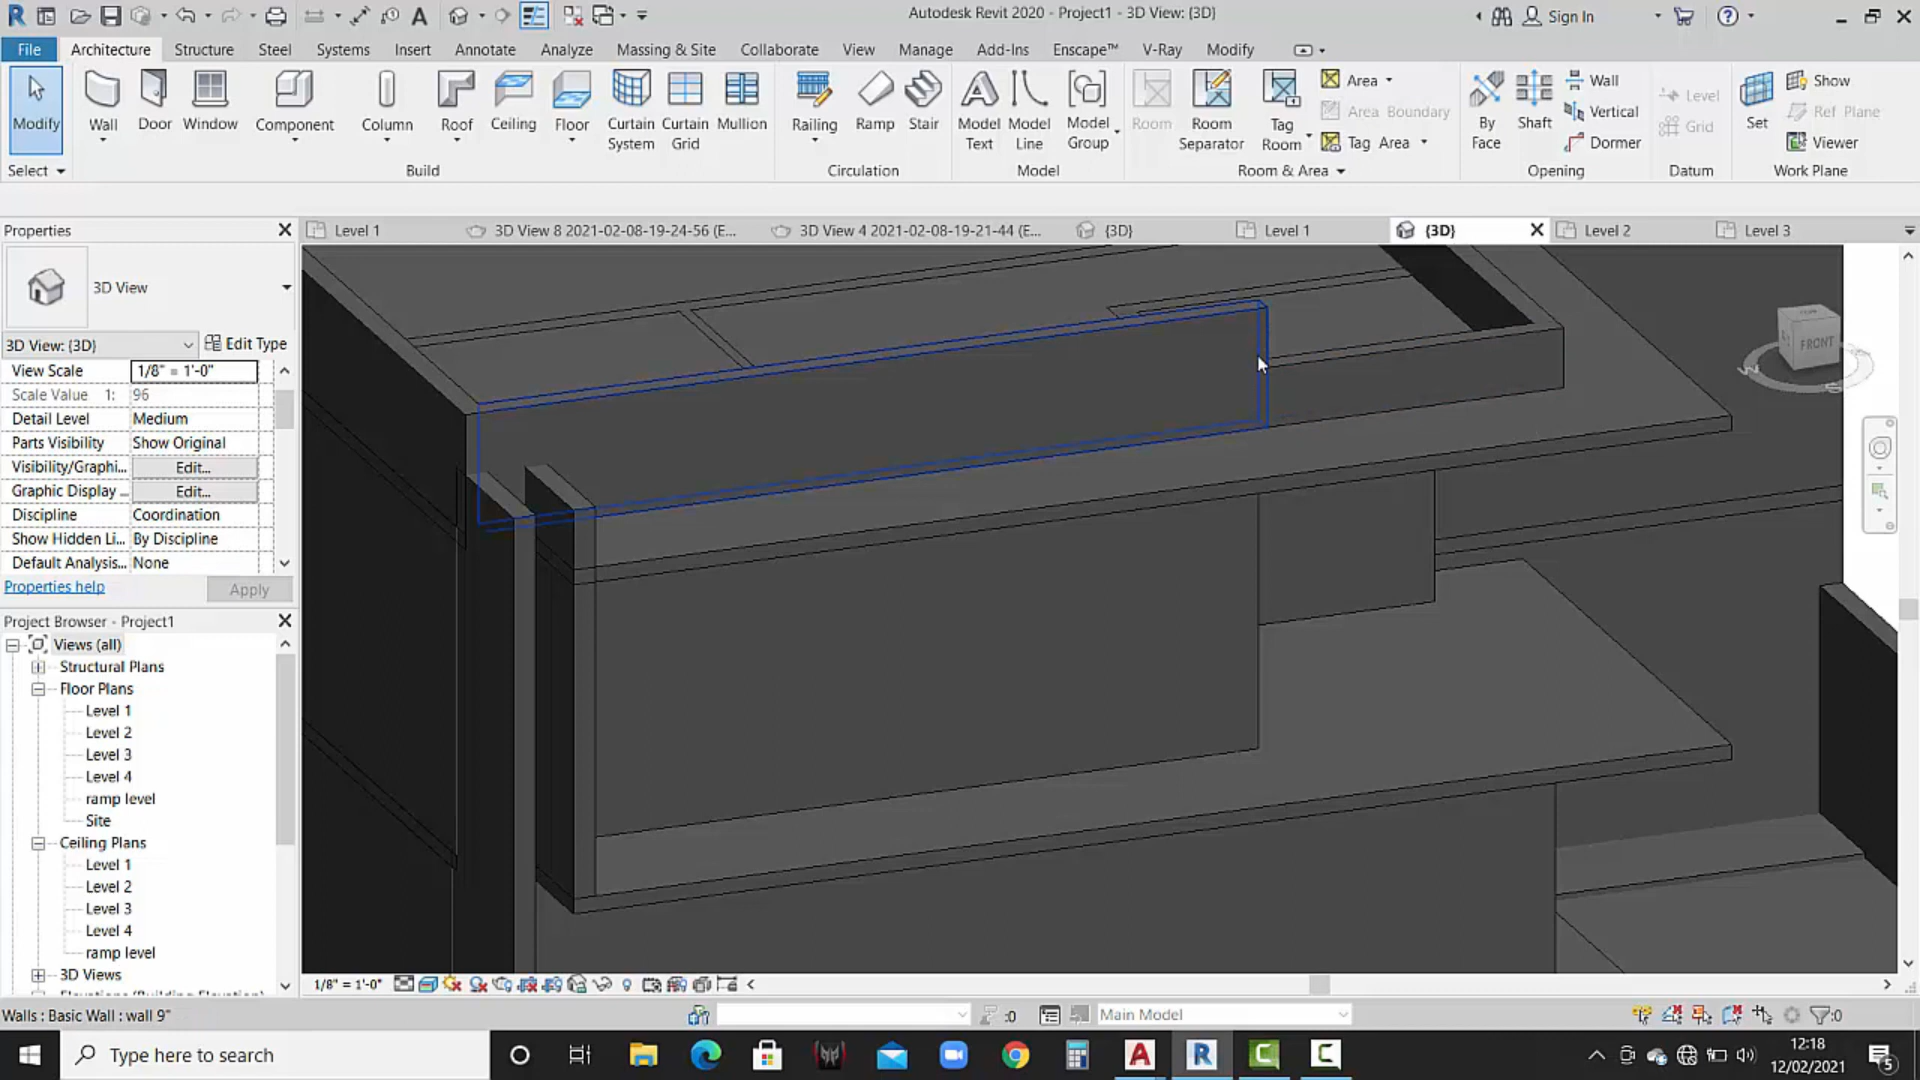 Autodesk Revit 2020 - Project1 - 3D View: {3D}
Sign In
File Architecture Structure Steel Systems Insert Annotate Analyze Massing & Site Collaborate View Manage Add-Ins Enscape™ V-Ray Modify
Modify
Wall
Door
Window
Component
Column
Roof
Ceiling
Floor
Curtain System
Curtain Grid
Mullion
Railing
Ramp
Stair
Model Text
Model Line
Model Group
Room
Room Separator
Tag Room
Area
Area Boundary
Tag Area
By Face
Shaft
Wall
Vertical
Dormer
Level
Grid
Set
Show
Ref Plane
Viewer
Select Build Circulation Model Room & Area Opening Datum Work Plane
Properties
Level 1
3D View 8 2021-02-08-19-24-56 (E...
3D View 4 2021-02-08-19-21-44 (E...
{3D}
Level 1
{3D}
Level 2
Level 3
3D View
3D View: {3D}
Edit Type
View Scale 1/8" = 1'-0"
Scale Value 1: 96
Detail Level Medium
Parts Visibility Show Original
Visibility/Graphi... Edit...
Graphic Display ... Edit...
Discipline Coordination
Show Hidden Li... By Discipline
Default Analysis... None
Properties help
Apply
FRONT
Project Browser - Project1
Views (all)
Structural Plans
Floor Plans
Level 1
Level 2
Level 3
Level 4
ramp level
Site
Ceiling Plans
Level 1
Level 2
Level 3
Level 4
ramp level
3D Views
1/8" = 1'-0"
Walls : Basic Wall : wall 9"
:0
Main Model
:0
Type here to search
12:18
12/02/2021
5